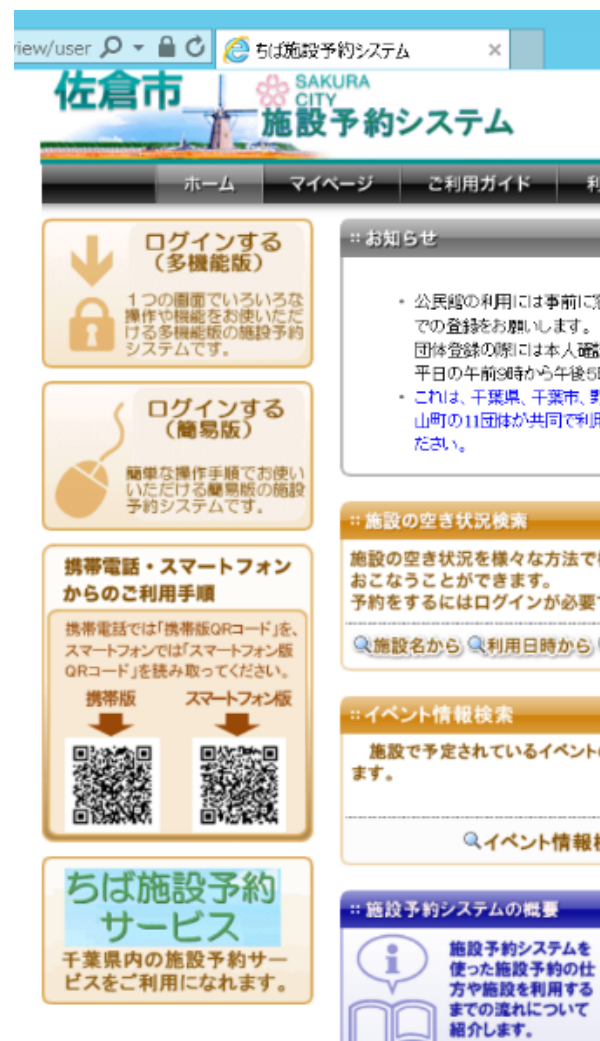 iew/user
ちば施設予約システム
佐倉市
SAKURA
CITY
施設予約システム
ホーム
マイページ
ご利用ガイド
ログインする
(多機能版)
1つの画面でいろいろな
操作や機能をお使いただ
ける多機能版の施設予約
システムです。
ログインする
(簡易版)
簡単な操作手順でお使い
いただける簡易版の施設
予約システムです。
携帯電話・スマートフォン
からのご利用手順
携帯電話では「携帯版QRコード」を、
スマートフォンでは「スマートフォン版
QRコード」を読み取ってください。
携帯版
スマートフォン版
ちば施設予約
サービス
千葉県内の施設予約サー
ビスをご利用になれます。
お知らせ
・公民館の利用には事前に
での登録をお願いします。
団体登録の際には本人確
平日の午前9時から午後5
・これは、千葉県、千葉市、
山町の11団体が共同で利
ださい。
施設の空き状況検索
施設の空き状況を様々な方法で
おこなうことができます。
予約をするにはログインが必要
施設名から 利用日時から
イベント情報検索
施設で予定されているイベント
ます。
イベント情報
施設予約システムの概要
施設予約システムを
使った施設予約の仕
方や施設を利用する
までの流れについて
紹介します。